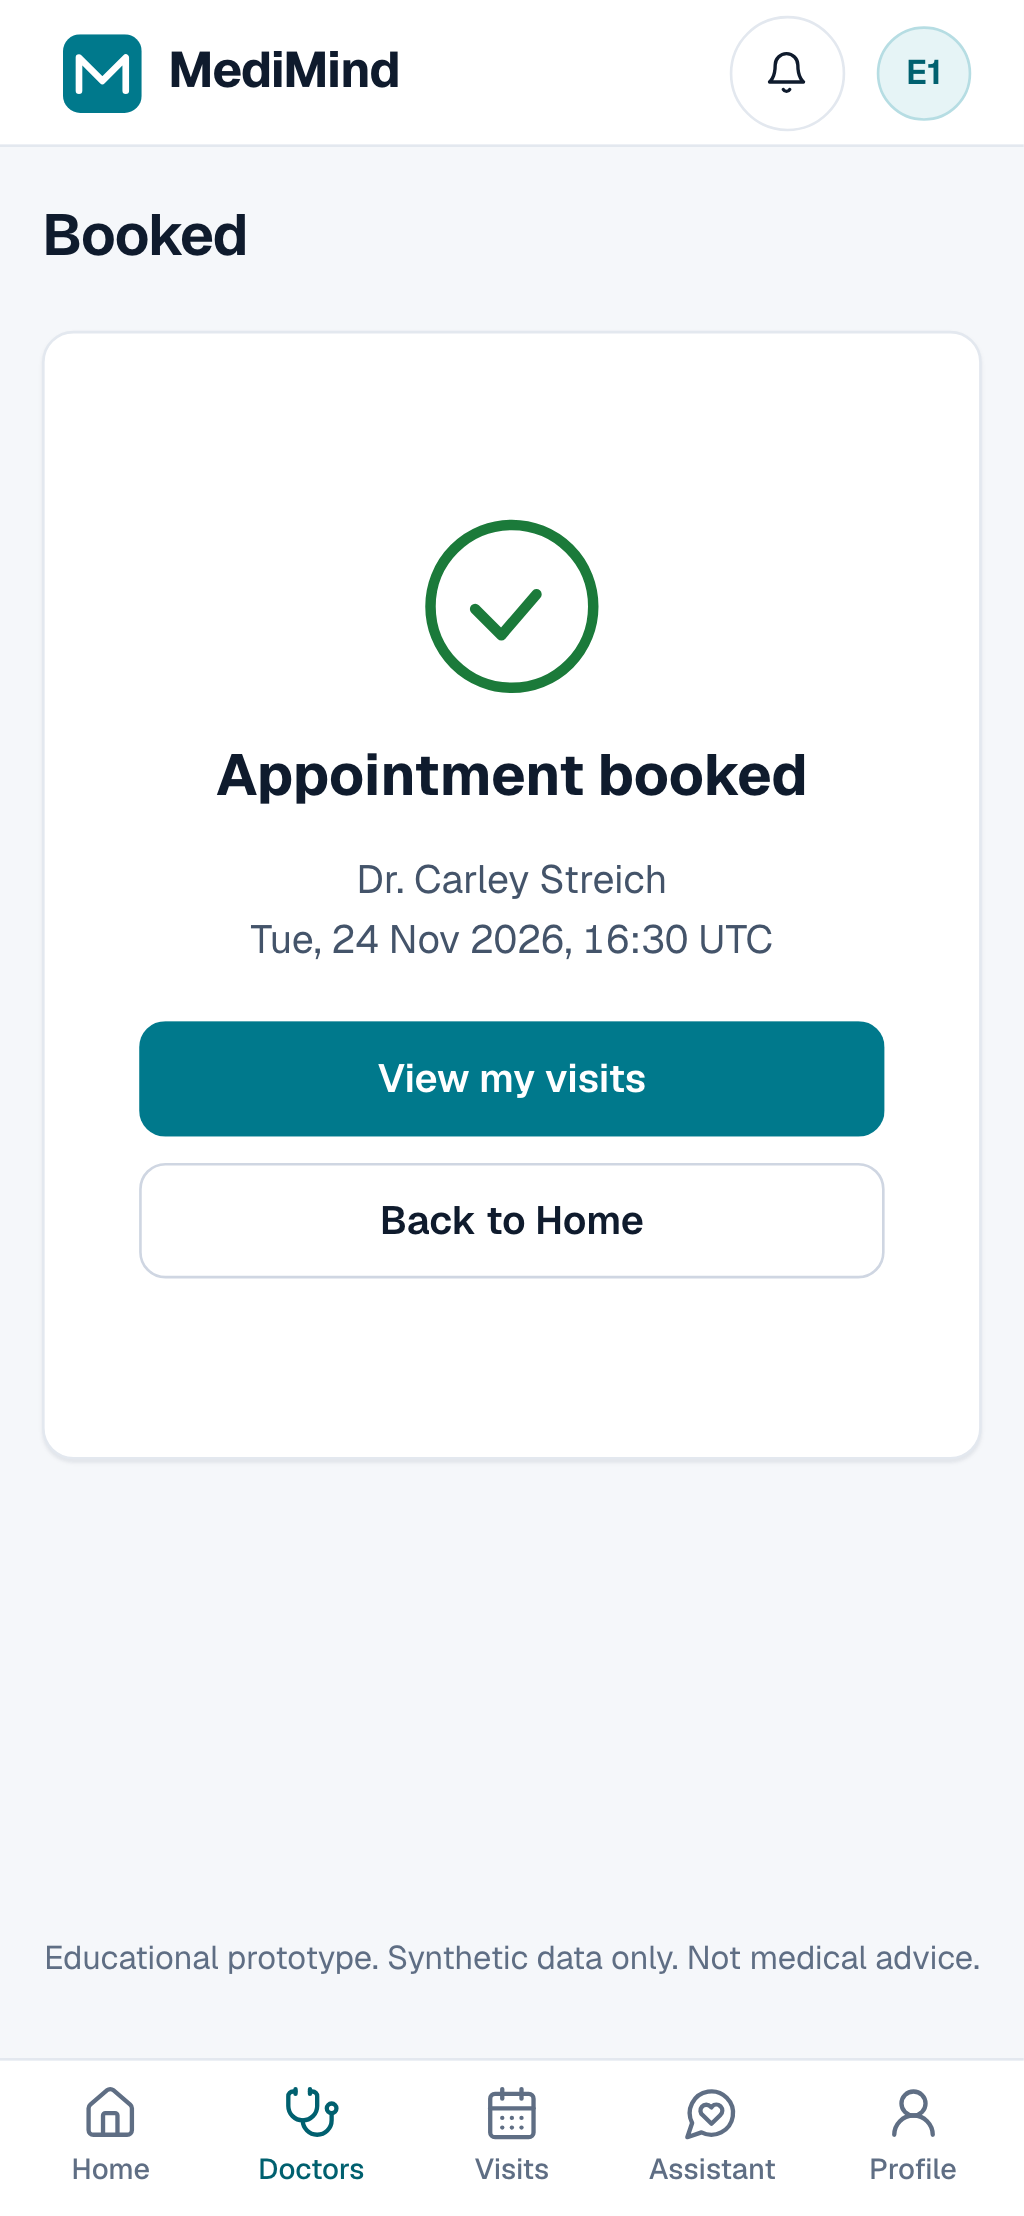 MediMind
E1
Booked
Appointment booked
Dr. Carley Streich
Tue, 24 Nov 2026, 16:30 UTC
View my visits
Back to Home
Educational prototype. Synthetic data only. Not medical advice.
Home
Doctors
Visits
Assistant
Profile